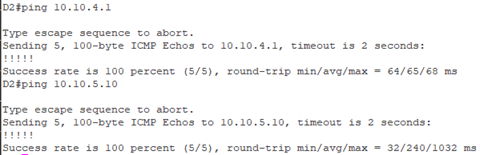 D2#ping 10.10.4.1
Type escape sequence to abort.
Sending 5, 100-byte ICMP Echos to 10.10.4.1, timeout is 2 seconds:
!!!!!
Success rate is 100 percent (5/5), round-trip min/avg/max = 64/65/68 ms
D2#ping 10.10.5.10
Type escape sequence to abort.
Sending 5, 100-byte ICMP Echos to 10.10.5.10, timeout is 2 seconds:
!!!!!
Success rate is 100 percent (5/5), round-trip min/avg/max = 32/240/1032 ms